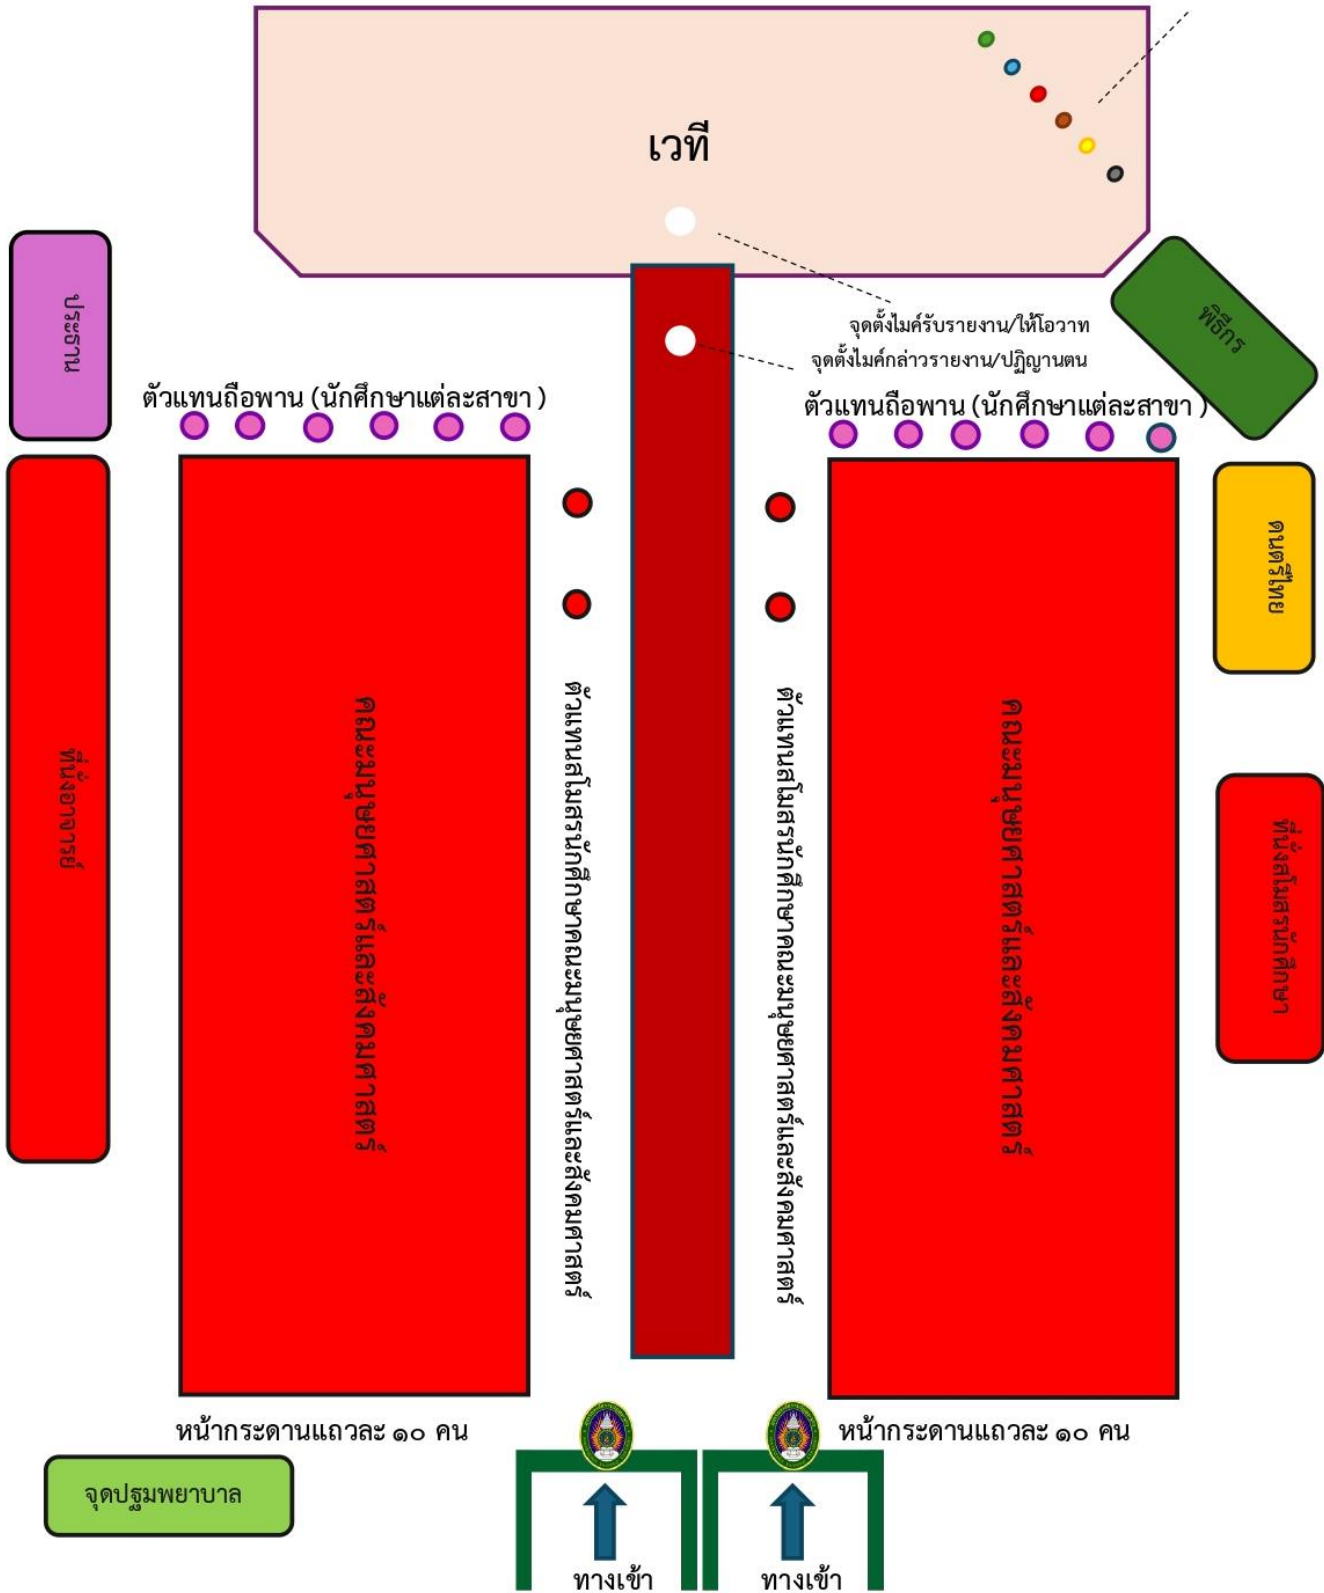 เวที
จุดตั้งไมค์รับรายงาน/ให้โอวาท
จุดตั้งไมค์กล่าวรายงาน/ปฏิญานตน
พิธีกร
ประธาน
ตัวแทนถือพาน (นักศึกษาแต่ละสาขา )
ตัวแทนถือพาน (นักศึกษาแต่ละสาขา )
ที่นั่งอาจารย์
คณะมนุษยศาสตร์และสังคมศาสตร์
ตัวแทนสโมสรนักศึกษาคณะมนุษยศาสตร์และสังคมศาสตร์
ตัวแทนสโมสรนักศึกษาคณะมนุษยศาสตร์และสังคมศาสตร์
คณะมนุษยศาสตร์และสังคมศาสตร์
ดนตรีไทย
ที่นั่งสโมสรนักศึกษา
หน้ากระดานแถวละ ๑๐ คน
หน้ากระดานแถวละ ๑๐ คน
จุดปฐมพยาบาล
ทางเข้า
ทางเข้า